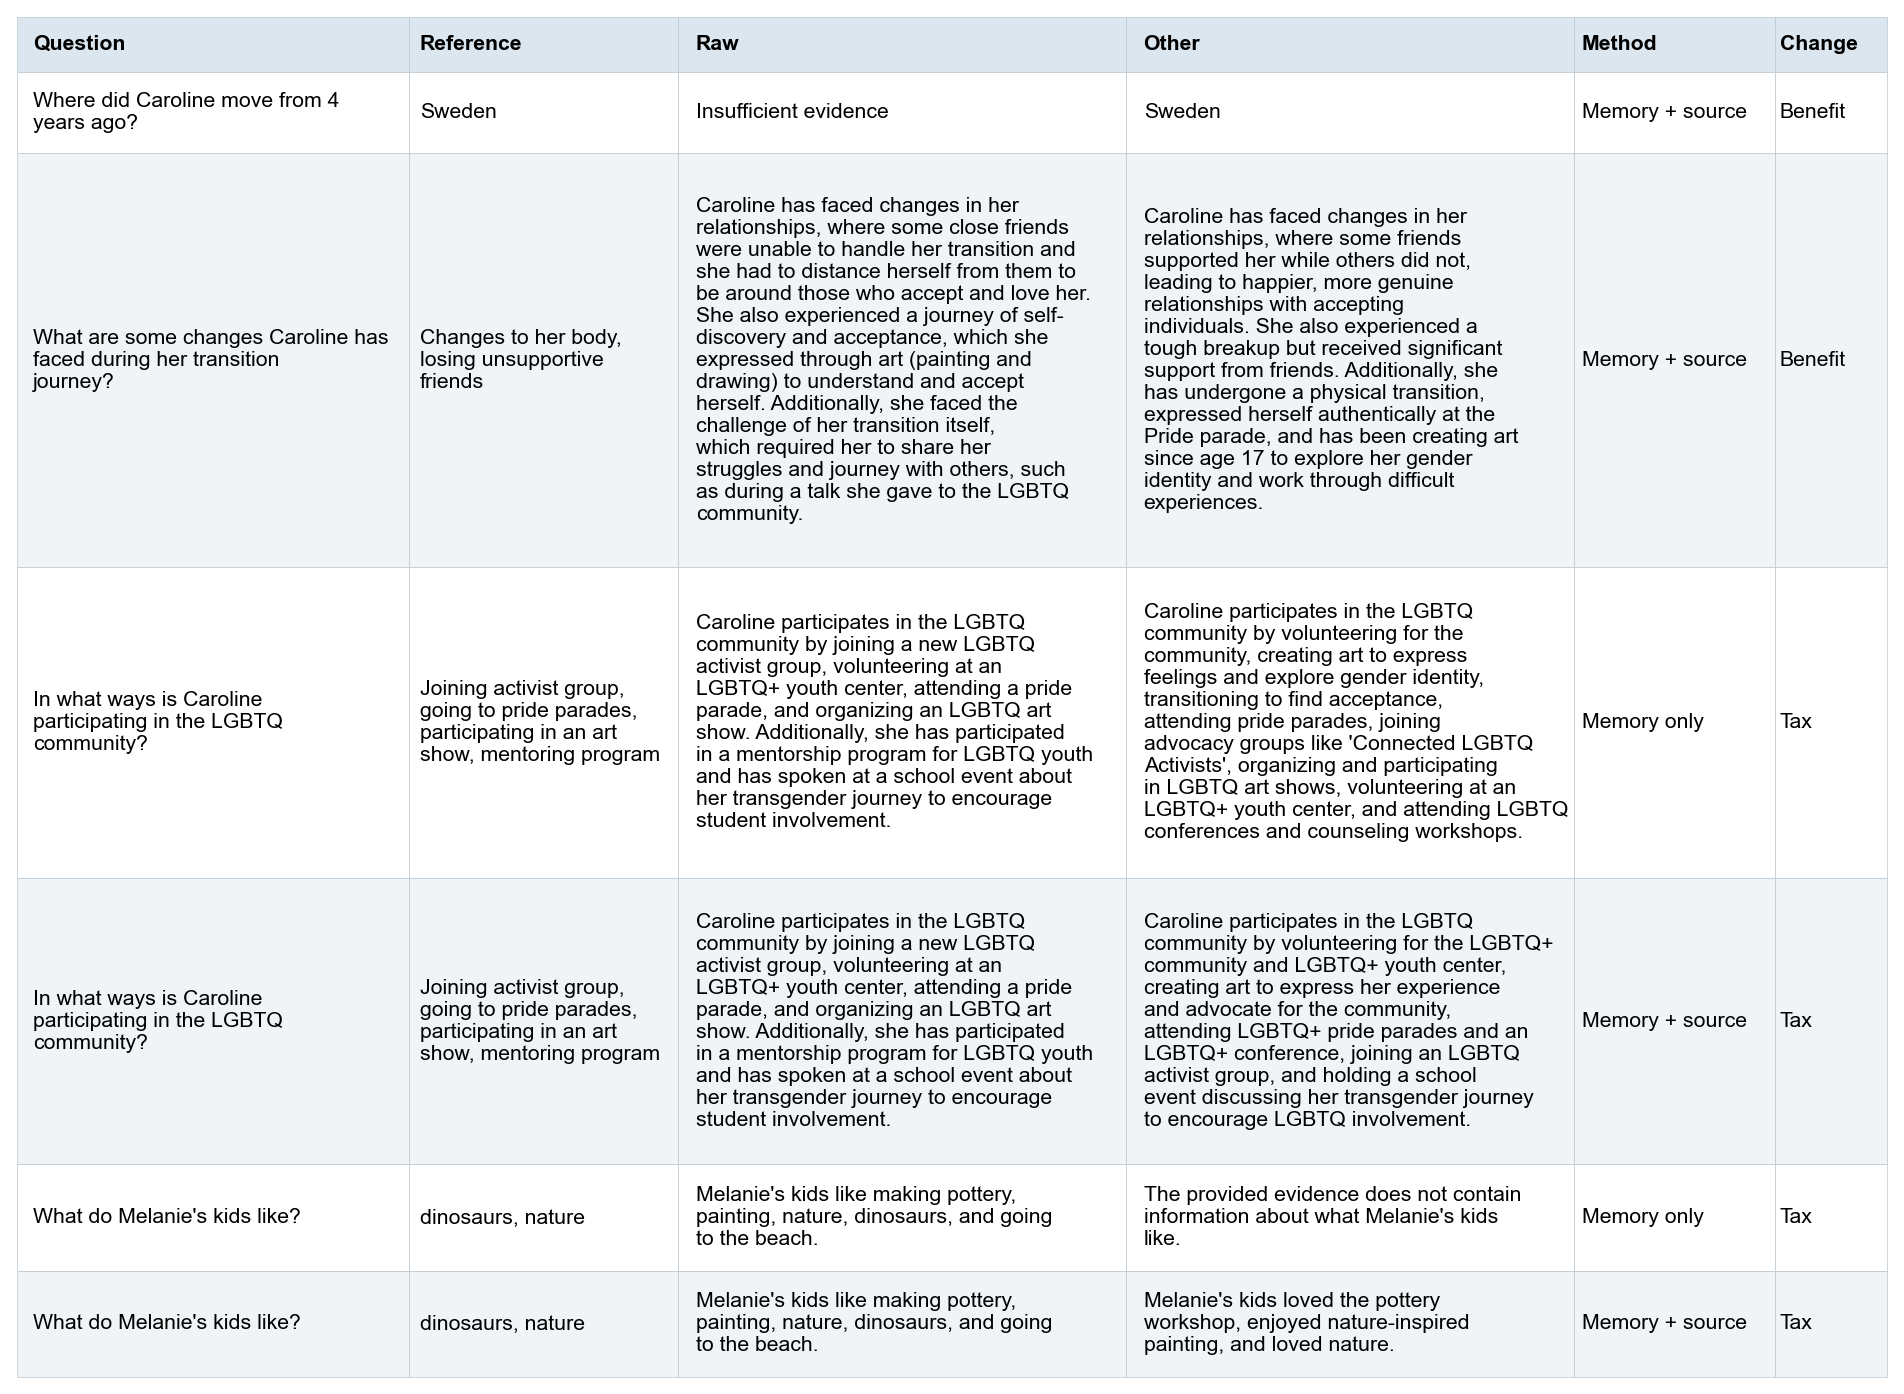 Question Reference Raw Other Method Change
Where did Caroline move from 4
years ago?
Sweden
Insufficient evidence
Sweden
Memory + source
Benefit
What are some changes Caroline has
faced during her transition
journey?
Changes to her body,
losing unsupportive
friends
Caroline has faced changes in her
relationships, where some close friends
were unable to handle her transition and
she had to distance herself from them to
be around those who accept and love her.
She also experienced a journey of self-
discovery and acceptance, which she
expressed through art (painting and
drawing) to understand and accept
herself. Additionally, she faced the
challenge of her transition itself,
which required her to share her
struggles and journey with others, such
as during a talk she gave to the LGBTQ
community.
Caroline has faced changes in her
relationships, where some friends
supported her while others did not,
leading to happier, more genuine
relationships with accepting
individuals. She also experienced a
tough breakup but received significant
support from friends. Additionally, she
has undergone a physical transition,
expressed herself authentically at the
Pride parade, and has been creating art
since age 17 to explore her gender
identity and work through difficult
experiences.
Memory + source
Benefit
In what ways is Caroline
participating in the LGBTQ
community?
Joining activist group,
going to pride parades,
participating in an art
show, mentoring program
Caroline participates in the LGBTQ
community by joining a new LGBTQ
activist group, volunteering at an
LGBTQ+ youth center, attending a pride
parade, and organizing an LGBTQ art
show. Additionally, she has participated
in a mentorship program for LGBTQ youth
and has spoken at a school event about
her transgender journey to encourage
student involvement.
Caroline participates in the LGBTQ
community by volunteering for the
community, creating art to express
feelings and explore gender identity,
transitioning to find acceptance,
attending pride parades, joining
advocacy groups like 'Connected LGBTQ
Activists', organizing and participating
in LGBTQ art shows, volunteering at an
LGBTQ+ youth center, and attending LGBTQ
conferences and counseling workshops.
Memory only
Tax
In what ways is Caroline
participating in the LGBTQ
community?
Joining activist group,
going to pride parades,
participating in an art
show, mentoring program
Caroline participates in the LGBTQ
community by joining a new LGBTQ
activist group, volunteering at an
LGBTQ+ youth center, attending a pride
parade, and organizing an LGBTQ art
show. Additionally, she has participated
in a mentorship program for LGBTQ youth
and has spoken at a school event about
her transgender journey to encourage
student involvement.
Caroline participates in the LGBTQ
community by volunteering for the LGBTQ+
community and LGBTQ+ youth center,
creating art to express her experience
and advocate for the community,
attending LGBTQ+ pride parades and an
LGBTQ+ conference, joining an LGBTQ
activist group, and holding a school
event discussing her transgender journey
to encourage LGBTQ involvement.
Memory + source
Tax
What do Melanie's kids like?
dinosaurs, nature
Melanie's kids like making pottery,
painting, nature, dinosaurs, and going
to the beach.
The provided evidence does not contain
information about what Melanie's kids
like.
Memory only
Tax
What do Melanie's kids like?
dinosaurs, nature
Melanie's kids like making pottery,
painting, nature, dinosaurs, and going
to the beach.
Melanie's kids loved the pottery
workshop, enjoyed nature-inspired
painting, and loved nature.
Memory + source
Tax